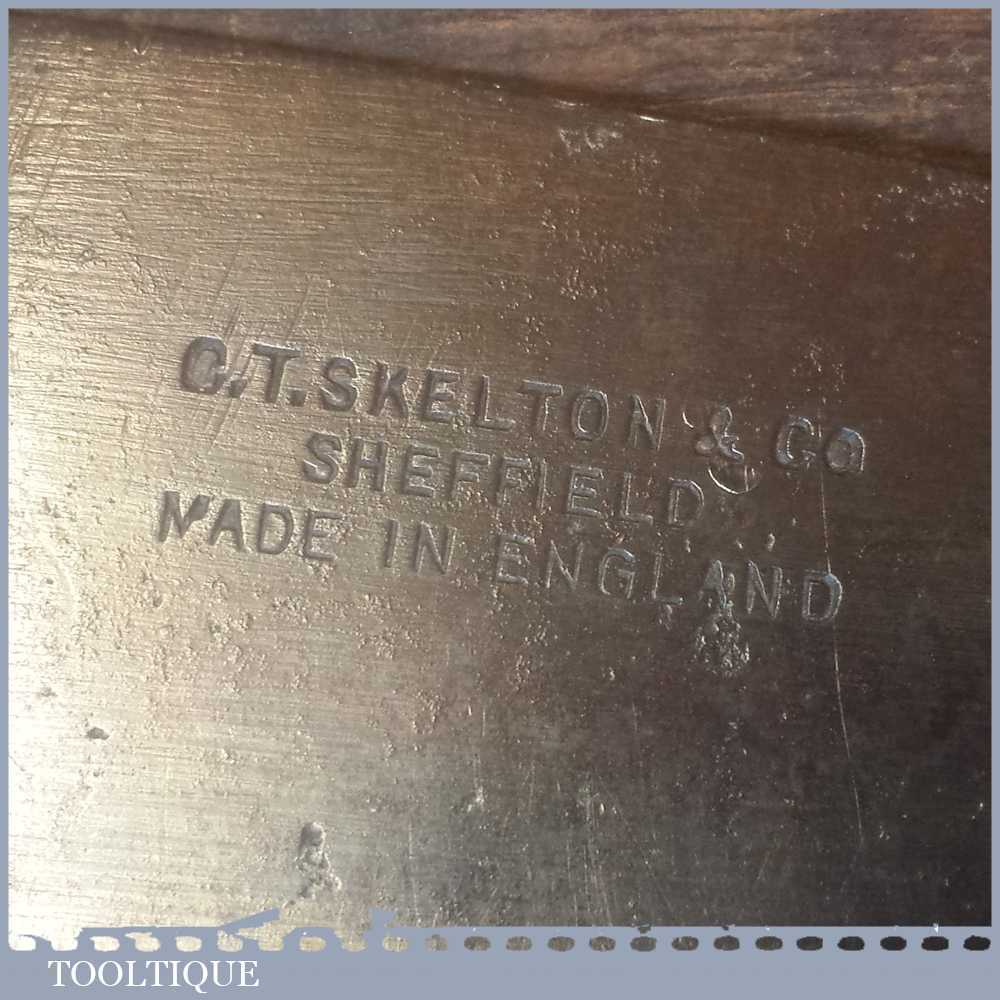 C.T.SKELTON & Co
SHEFFIELD
MADE IN ENGLAND
TOOLTIQUE